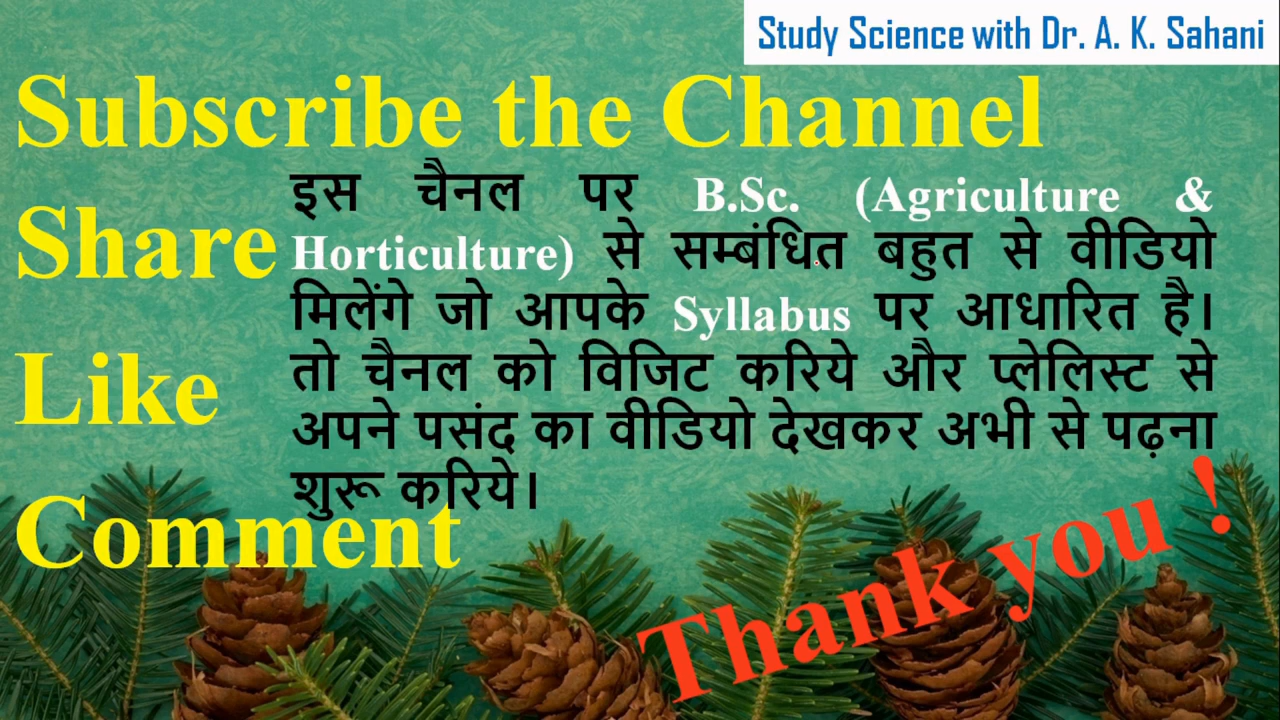 Study Science with Dr. A. K. Sahani
Subscribe the Channel
Share
Like
Comment
इस चैनल पर B.Sc. (Agriculture &
Horticulture) से सम्बंधित बहुत से वीडियो
मिलेंगे जो आपके Syllabus पर आधारित है।
तो चैनल को विजिट करिये और प्लेलिस्ट से
अपने पसंद का वीडियो देखकर अभी से पढ़ना
शुरू करिये।
Thank you !